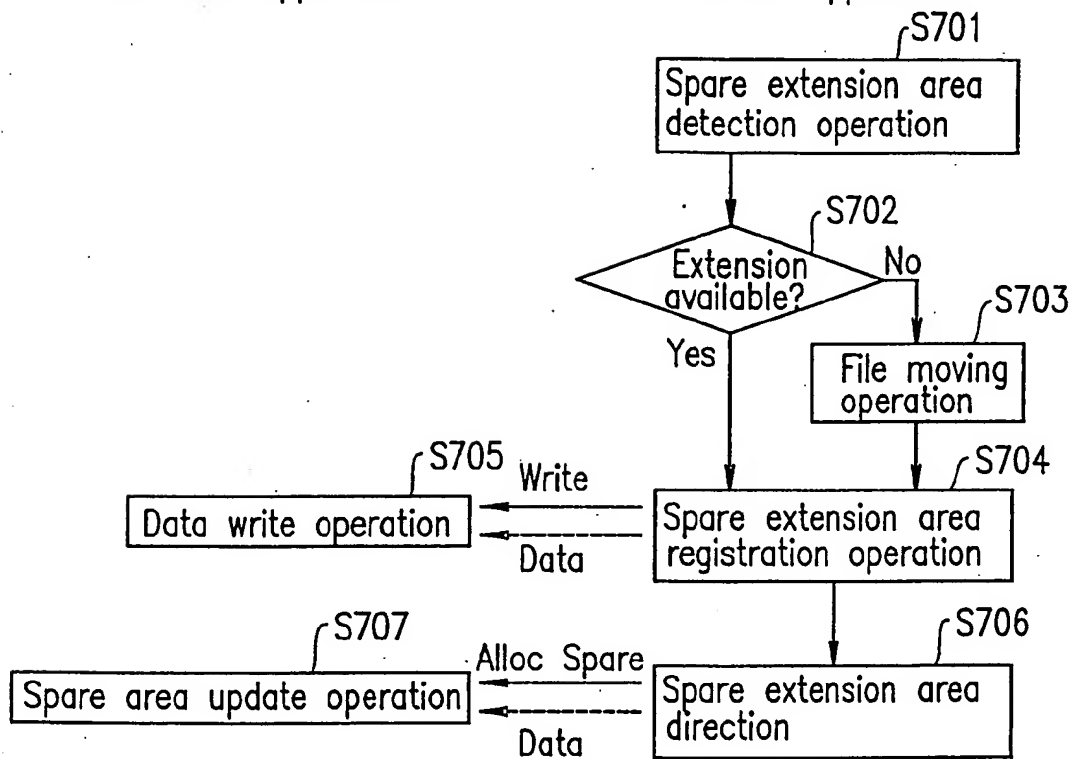 S701
Spare extension area
detection operation
S702
Extension
available?
No
Yes
S703
File moving
operation
S704
Spare extension area
registration operation
S705
Write
Data write operation
Data
S706
Spare extension area
direction
S707
Alloc Spare
Spare area update operation
Data